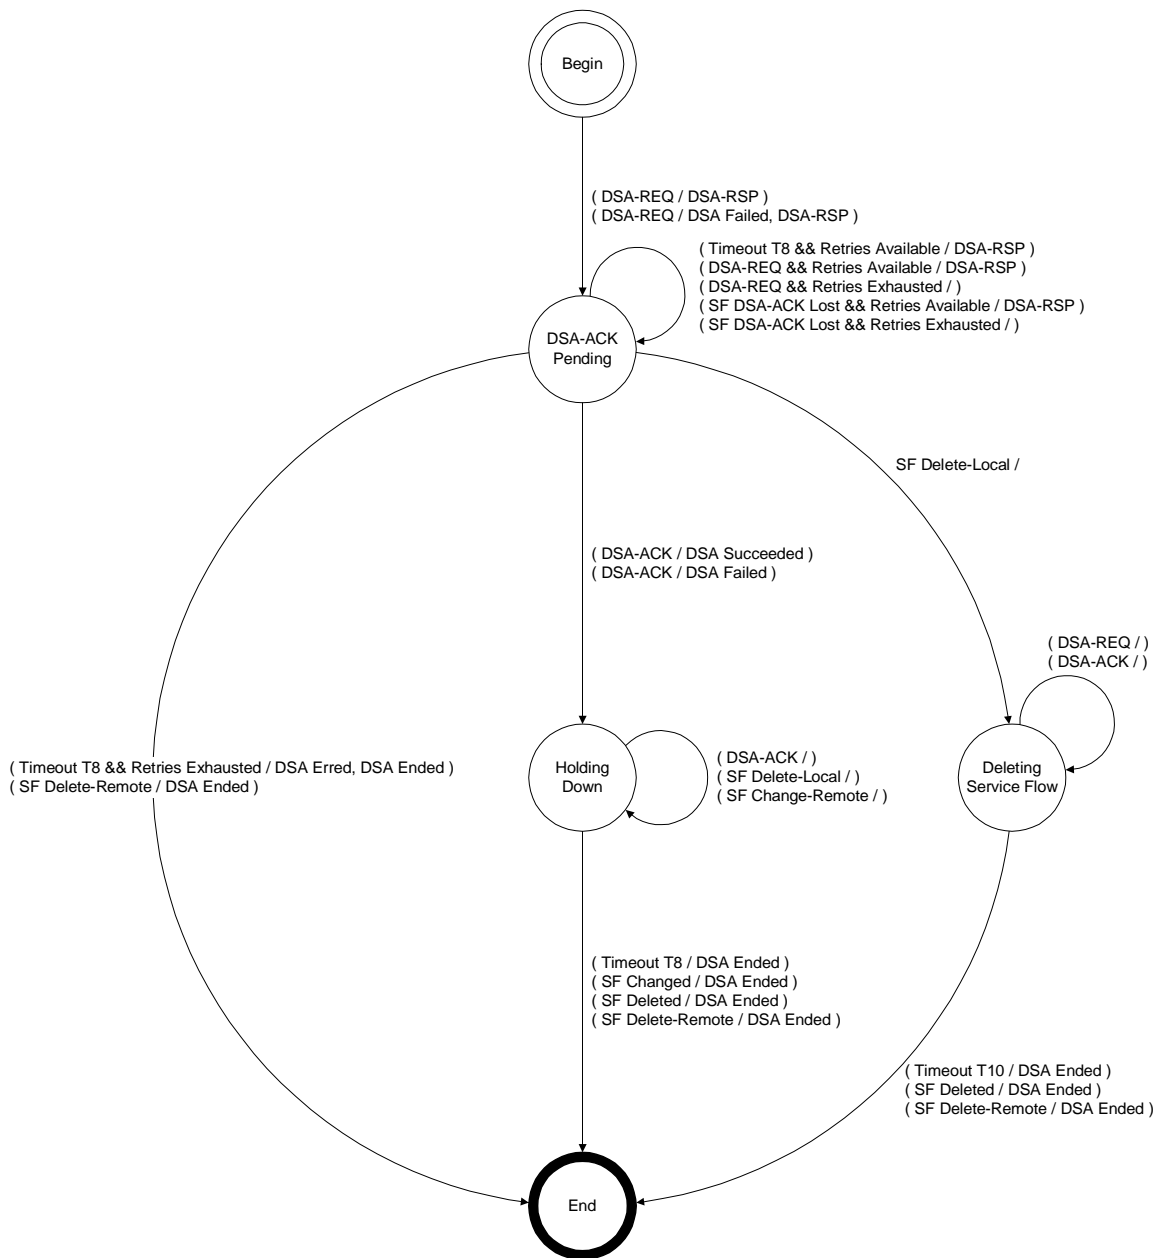 Begin
( DSA-REQ / DSA-RSP )
( DSA-REQ / DSA Failed, DSA-RSP )
( Timeout T8 && Retries Available / DSA-RSP )
( DSA-REQ && Retries Available / DSA-RSP )
( DSA-REQ && Retries Exhausted / )
( SF DSA-ACK Lost && Retries Available / DSA-RSP )
( SF DSA-ACK Lost && Retries Exhausted / )
DSA-ACK
Pending
SF Delete-Local /
( DSA-ACK / DSA Succeeded )
( DSA-ACK / DSA Failed )
( DSA-REQ / )
( DSA-ACK / )
( Timeout T8 && Retries Exhausted / DSA Erred, DSA Ended )
( SF Delete-Remote / DSA Ended )
Holding
Down
( DSA-ACK / )
( SF Delete-Local / )
( SF Change-Remote / )
Deleting
Service Flow
( Timeout T8 / DSA Ended )
( SF Changed / DSA Ended )
( SF Deleted / DSA Ended )
( SF Delete-Remote / DSA Ended )
( Timeout T10 / DSA Ended )
( SF Deleted / DSA Ended )
( SF Delete-Remote / DSA Ended )
End